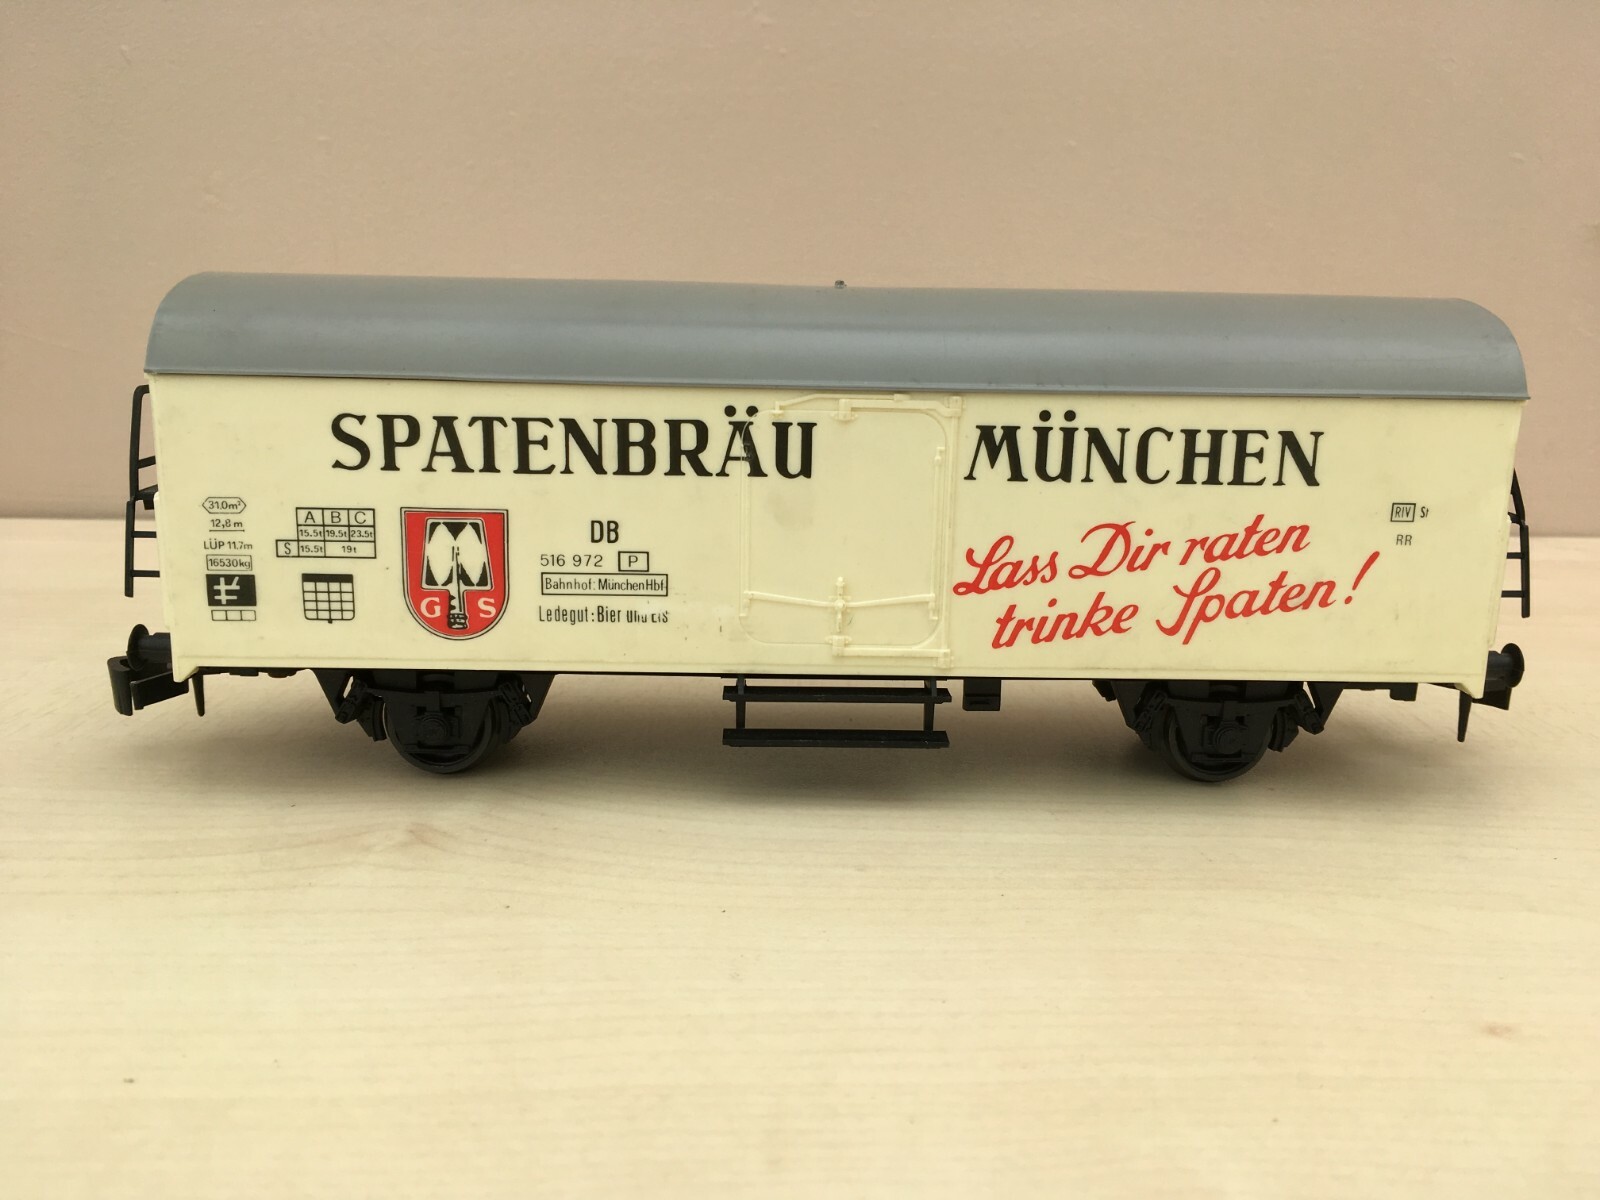 SPATENBRÄU MÜNCHEN
31.0m²
12,8 m
LÜP 11.7m
16530kg
A B C
15.5t 19.5t 23.5t
S 15.5t 19t
G S
DB
516 972 P
Bahnhof: München Hbf
Ledegut: Bier und Eis
Lass Dir raten
trinke Spaten!
RIV St
RR